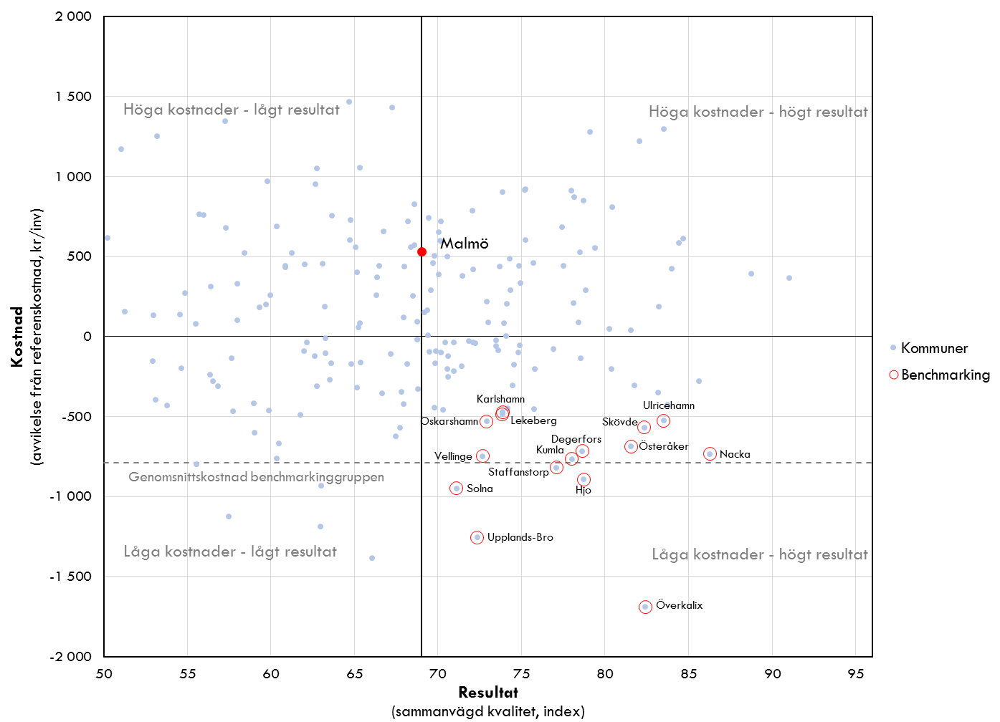 2 000
1 500
Höga kostnader - lågt resultat
Höga kostnader - högt resultat
1 000
500
Malmö
0
Kostnad
(avvikelse från referenskostnad, kr/inv)
Kommuner
Benchmarking
-500
Karlshamn
Oskarshamn
Lekeberg
Ulricehamn
Skövde
Degerfors
Kumla
Österåker
Nacka
Vellinge
Staffanstorp
Genomsnittskostnad benchmarkinggruppen
Solna
Hjo
-1 000
Upplands-Bro
Låga kostnader - lågt resultat
Låga kostnader - högt resultat
-1 500
Överkalix
-2 000
50 55 60 65 70 75 80 85 90 95
Resultat
(sammanvägd kvalitet, index)